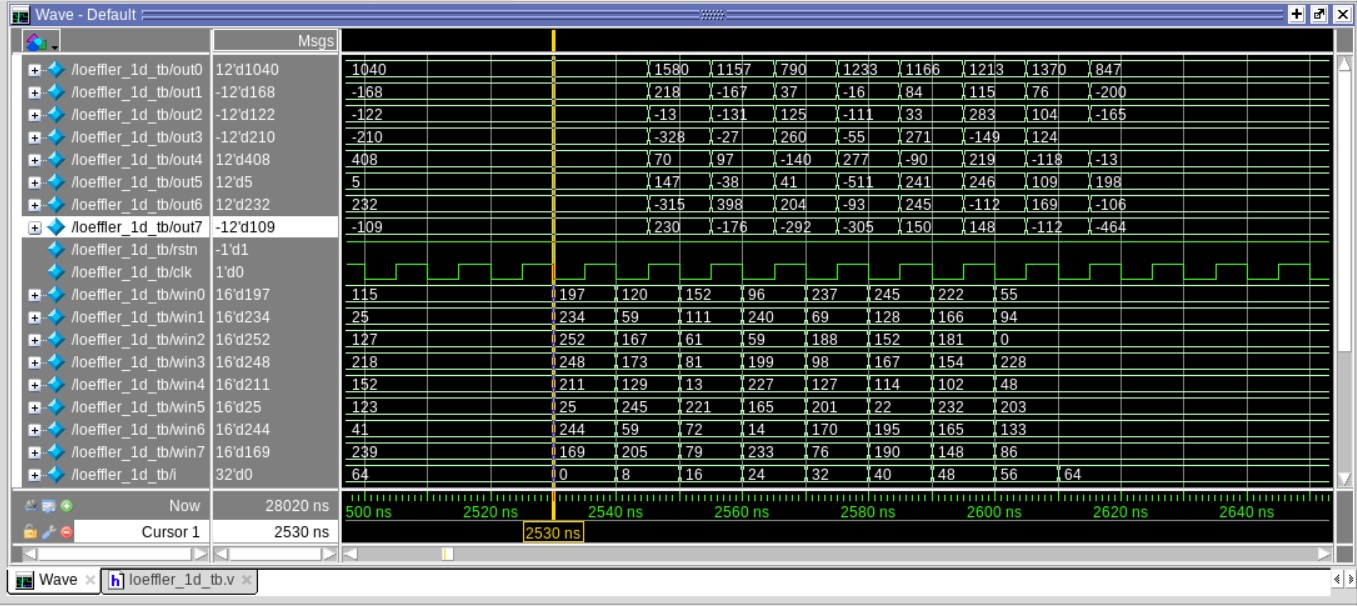 Wave - Default
Msgs
/loeffler_1d_tb/out0 12'd1040 1040 1580 1157 790 1233 1166 1213 1370 847
/loeffler_1d_tb/out1 -12'd168 -168 218 -167 37 -16 84 115 76 -200
/loeffler_1d_tb/out2 -12'd122 -122 -13 -131 125 -111 33 283 104 -165
/loeffler_1d_tb/out3 -12'd210 -210 -328 -27 260 -55 271 -149 124
/loeffler_1d_tb/out4 12'd408 408 70 97 -140 277 -90 219 -118 -13
/loeffler_1d_tb/out5 12'd5 5 147 -38 41 -511 241 246 109 198
/loeffler_1d_tb/out6 12'd232 232 -315 398 204 -93 245 -112 169 -106
/loeffler_1d_tb/out7 -12'd109 -109 230 -176 -292 -305 150 148 -112 -464
/loeffler_1d_tb/rstn -1'd1
/loeffler_1d_tb/clk 1'd0
/loeffler_1d_tb/win0 16'd197 115 197 120 152 96 237 245 222 55
/loeffler_1d_tb/win1 16'd234 25 234 59 111 240 69 128 166 94
/loeffler_1d_tb/win2 16'd252 127 252 167 61 59 188 152 181 0
/loeffler_1d_tb/win3 16'd248 218 248 173 81 199 98 167 154 228
/loeffler_1d_tb/win4 16'd211 152 211 129 13 227 127 114 102 48
/loeffler_1d_tb/win5 16'd25 123 25 245 221 165 201 22 232 203
/loeffler_1d_tb/win6 16'd244 41 244 59 72 14 170 195 165 133
/loeffler_1d_tb/win7 16'd169 239 169 205 79 233 76 190 148 86
/loeffler_1d_tb/i 32'd0 64 0 8 16 24 32 40 48 56 64
Now 28020 ns 500 ns 2520 ns 2540 ns 2560 ns 2580 ns 2600 ns 2620 ns 2640 ns
Cursor 1 2530 ns 2530 ns
Wave loeffler_1d_tb.v